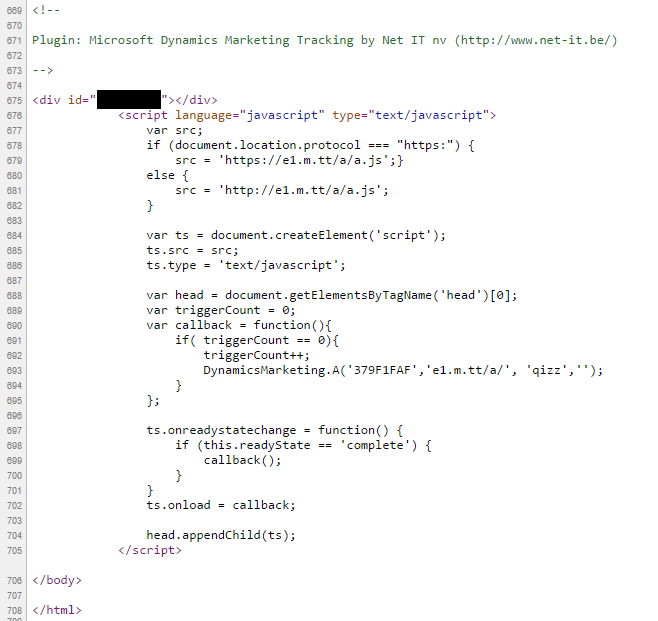 669 <!--
670
671 Plugin: Microsoft Dynamics Marketing Tracking by Net IT nv (http://www.net-it.be/)
672
673 -->
674
675 <div id=""></div>
676 <script language="javascript" type="text/javascript">
677 var src;
678 if (document.location.protocol === "https:") {
679 src = 'https://e1.m.tt/a/a.js';}
680 else {
681 src = 'http://e1.m.tt/a/a.js';
682 }
683
684 var ts = document.createElement('script');
685 ts.src = src;
686 ts.type = 'text/javascript';
687
688 var head = document.getElementsByTagName('head')[0];
689 var triggerCount = 0;
690 var callback = function(){
691 if( triggerCount == 0){
692 triggerCount++;
693 DynamicsMarketing.A('379F1FAF','e1.m.tt/a/', 'qizz','');
694 }
695 };
696
697 ts.onreadystatechange = function() {
698 if (this.readyState == 'complete') {
699 callback();
700 }
701 }
702 ts.onload = callback;
703
704 head.appendChild(ts);
705 </script>
706 </body>
707
708 </html>